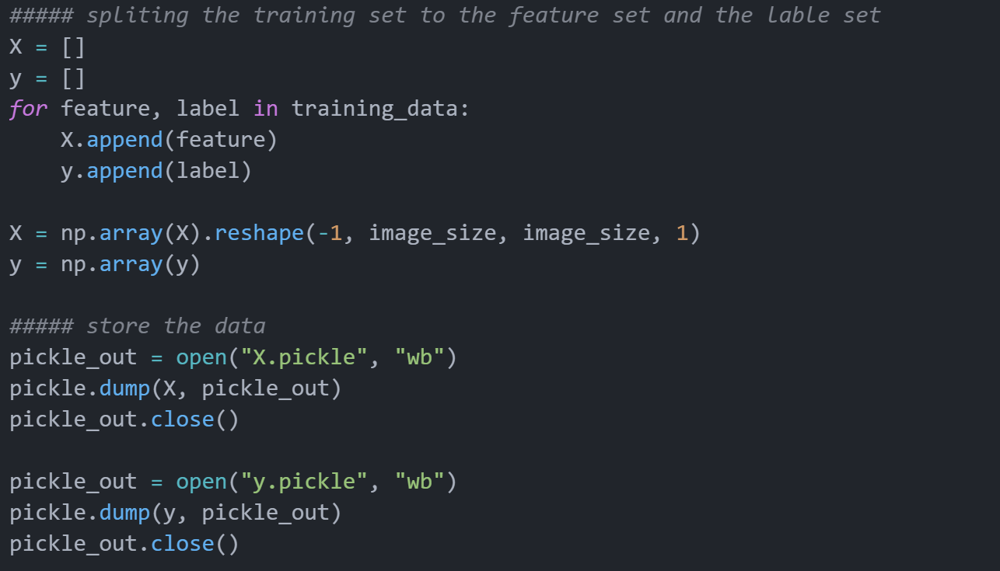 ##### spliting the training set to the feature set and the lable set
X = []
y = []
for feature, label in training_data:
    X.append(feature)
    y.append(label)

X = np.array(X).reshape(-1, image_size, image_size, 1)
y = np.array(y)

##### store the data
pickle_out = open("X.pickle", "wb")
pickle.dump(X, pickle_out)
pickle_out.close()

pickle_out = open("y.pickle", "wb")
pickle.dump(y, pickle_out)
pickle_out.close()